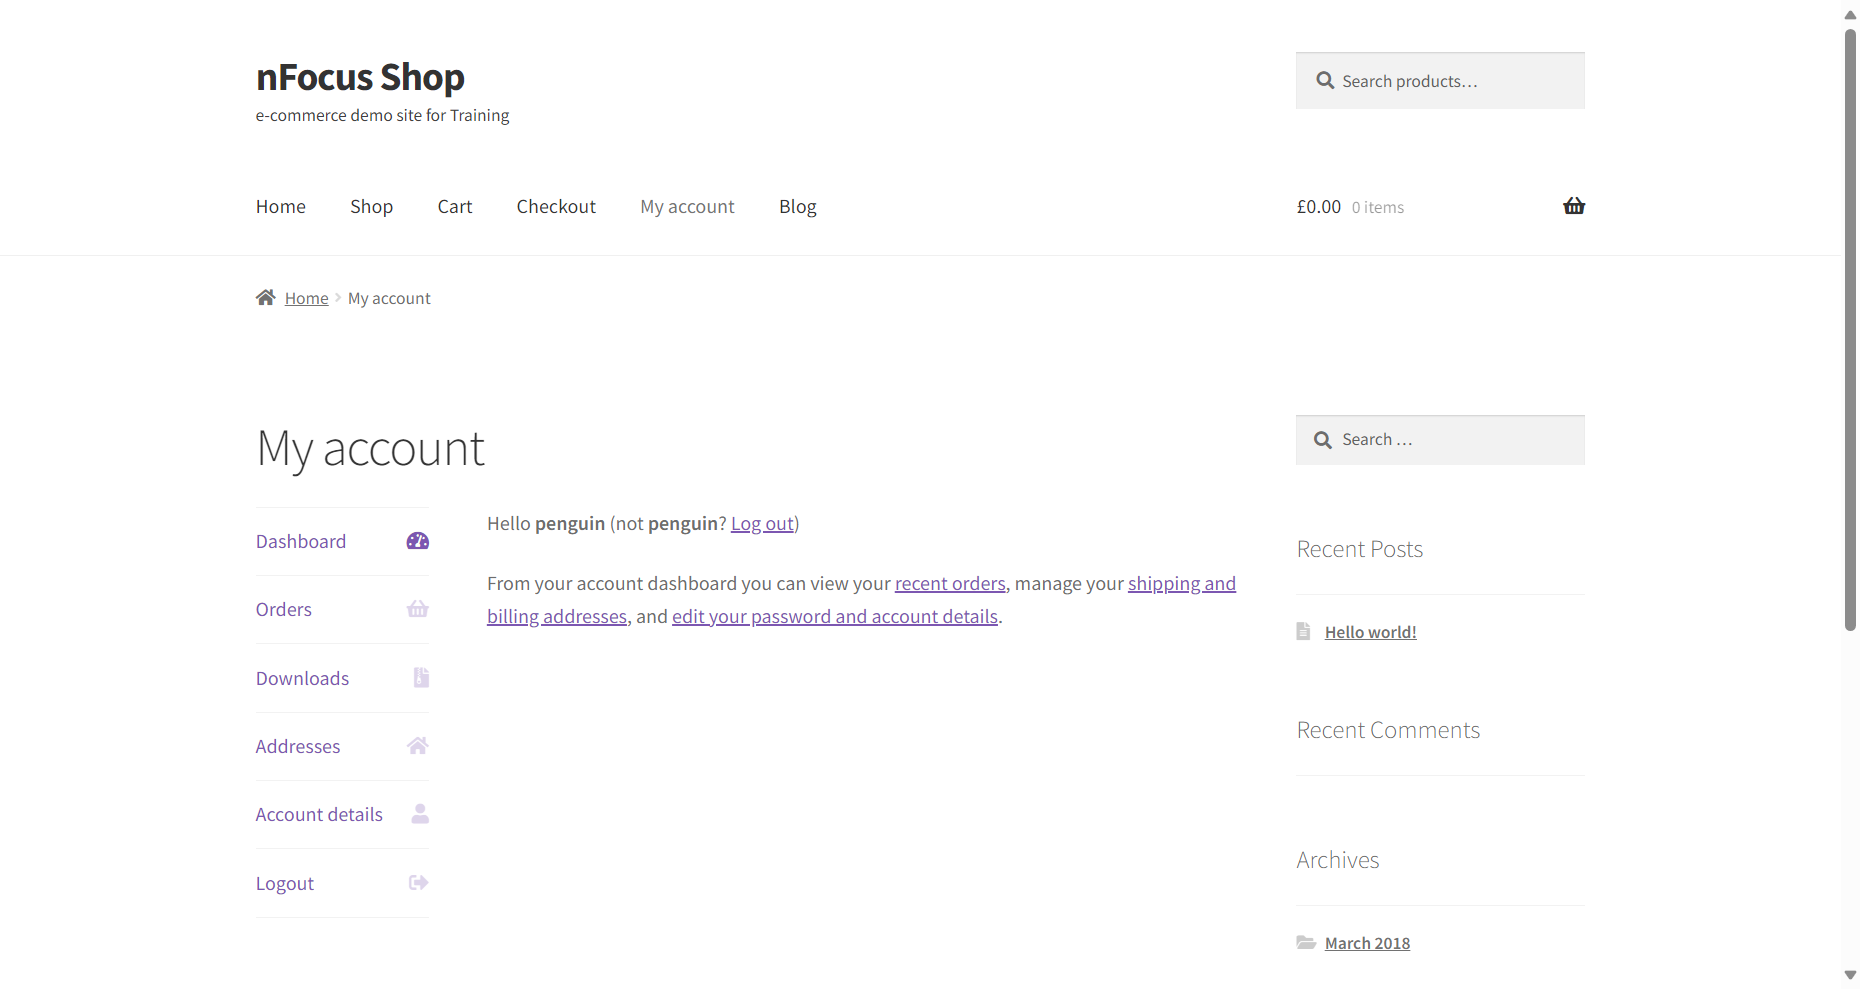 nFocus Shop
e-commerce demo site for Training
Search products…
Home Shop Cart Checkout My account Blog
£0.00 0 items
Home My account
My account
Dashboard
Orders
Downloads
Addresses
Account details
Logout
Hello penguin (not penguin? Log out)
From your account dashboard you can view your recent orders, manage your shipping and
billing addresses, and edit your password and account details.
Search …
Recent Posts
Hello world!
Recent Comments
Archives
March 2018